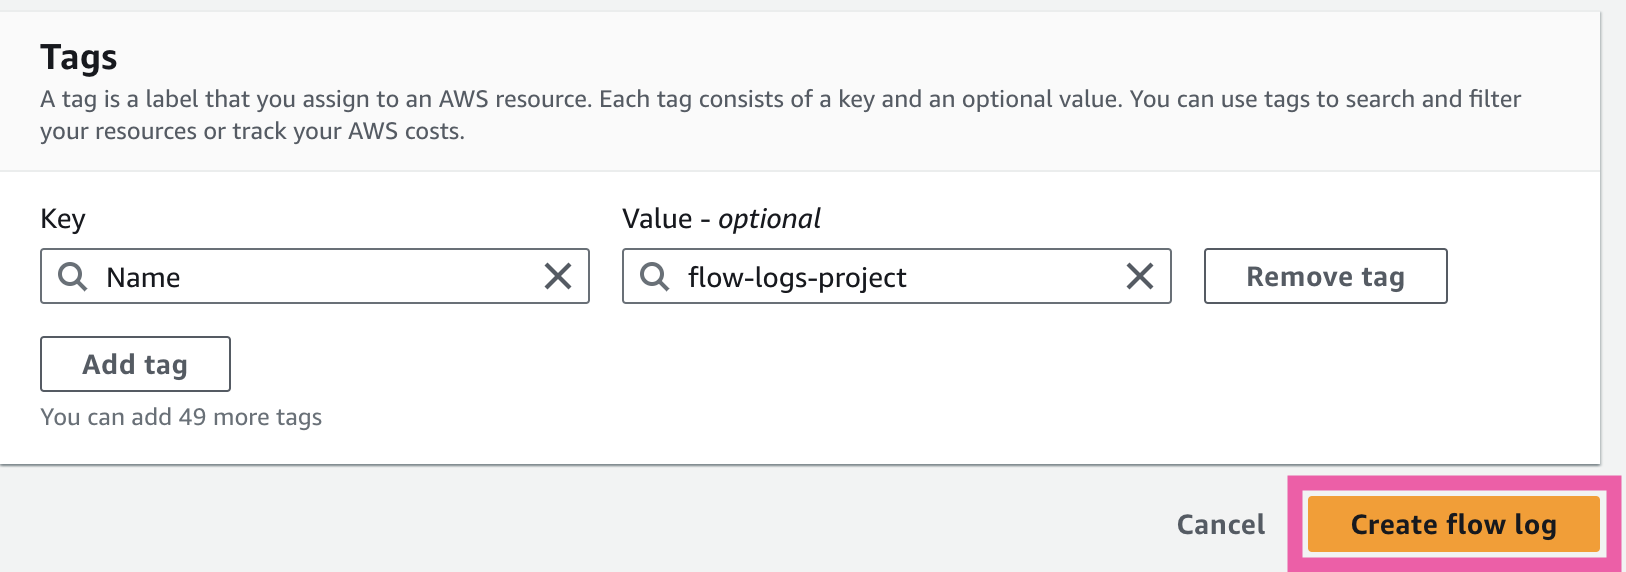 Tags
A tag is a label that you assign to an AWS resource. Each tag consists of a key and an optional value. You can use tags to search and filter
your resources or track your AWS costs.
Key
Value - optional
Name
flow-logs-project
Remove tag
Add tag
You can add 49 more tags
Cancel
Create flow log